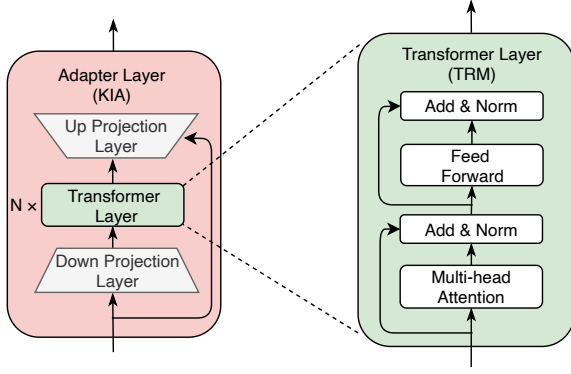 Adapter Layer
(KIA)
Up Projection
Layer
N ×
Transformer
Layer
Down Projection
Layer
Transformer Layer
(TRM)
Add & Norm
Feed
Forward
Add & Norm
Multi-head
Attention